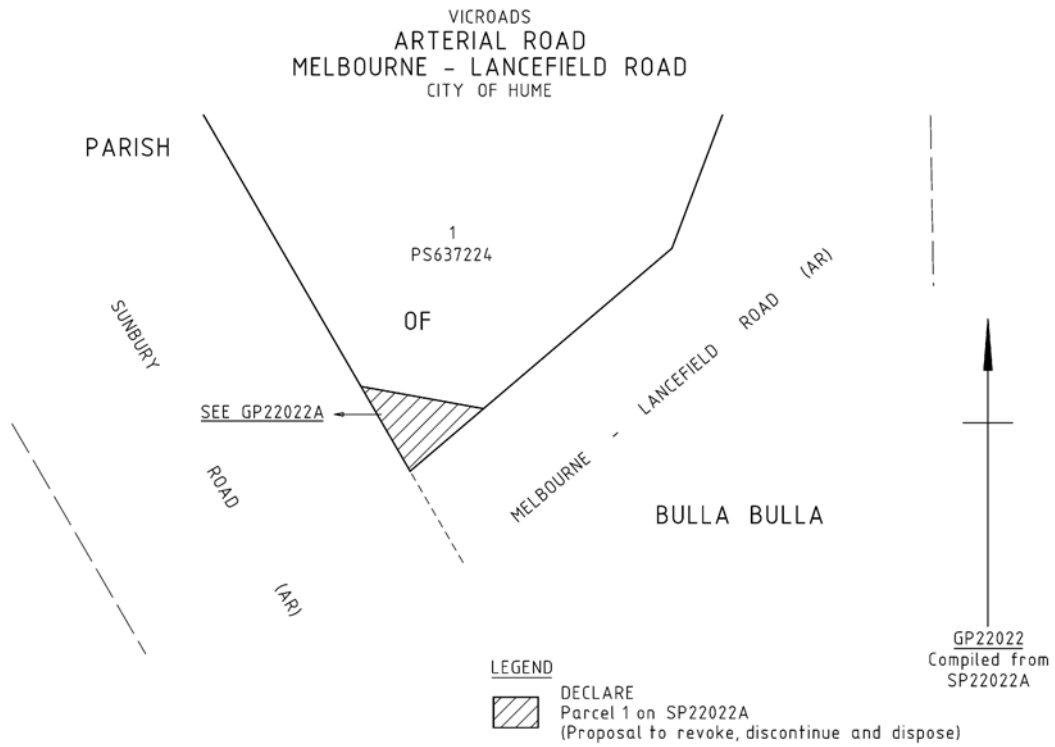 VICROADS
ARTERIAL ROAD
MELBOURNE - LANCEFIELD ROAD
CITY OF HUME
PARISH
1
PS637224
OF
SUNBURY
ROAD
(AR)
SEE GP22022A
MELBOURNE - LANCEFIELD ROAD (AR)
BULLA BULLA
GP22022
Compiled from
SP22022A
LEGEND
DECLARE
Parcel 1 on SP22022A
(Proposal to revoke, discontinue and dispose)